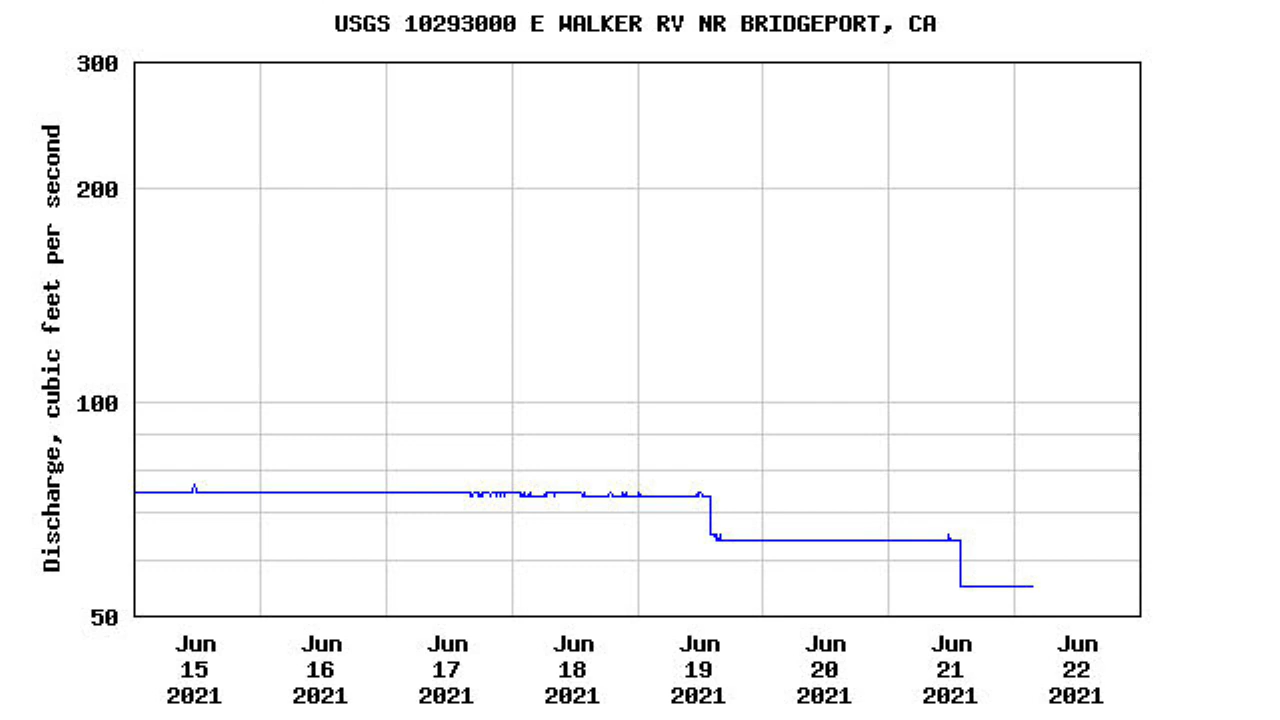 USGS 10293000 E WALKER RV NR BRIDGEPORT, CA
Discharge, cubic feet per second
300
200
100
50
Jun 15 2021
Jun 16 2021
Jun 17 2021
Jun 18 2021
Jun 19 2021
Jun 20 2021
Jun 21 2021
Jun 22 2021